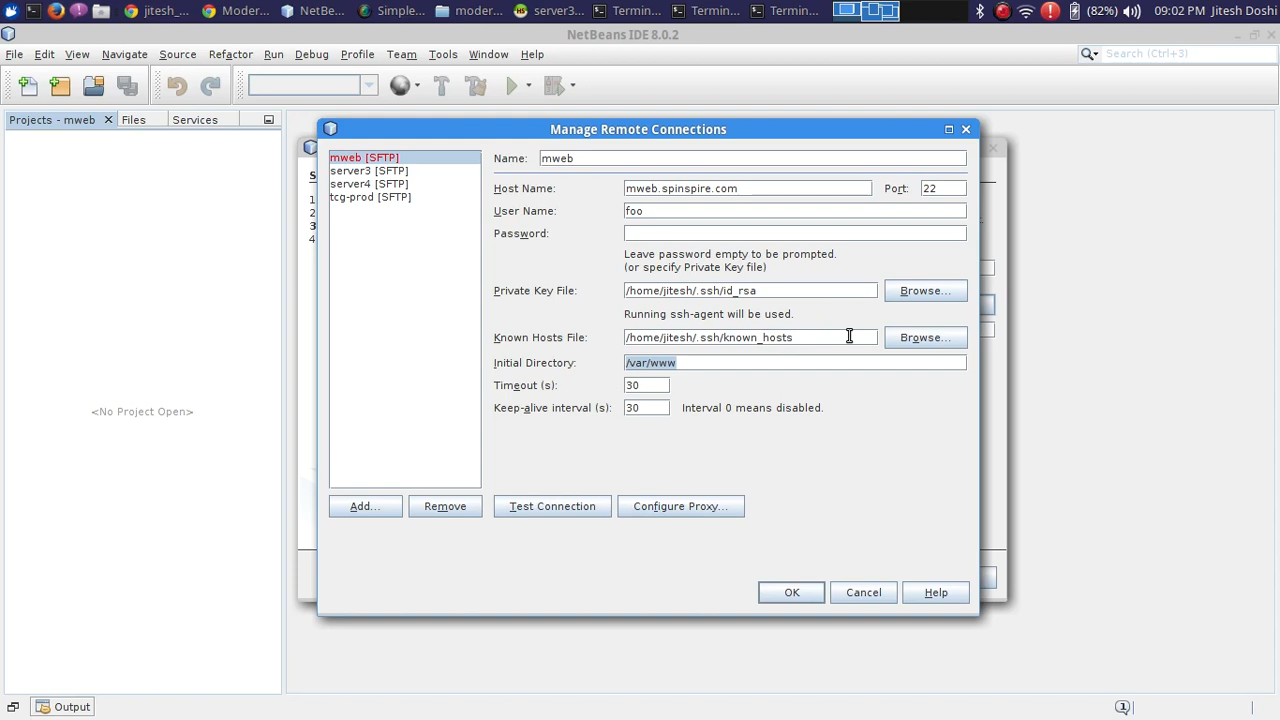 jitesh_... Moder... NetBe... Simple... moder... server3... Termin... Termin... Termin... (82%) 09:02 PM Jitesh Doshi
NetBeans IDE 8.0.2
File Edit View Navigate Source Refactor Run Debug Profile Team Tools Window Help Search (Ctrl+3)
Projects - mweb Files Services
Manage Remote Connections
mweb [SFTP]
server3 [SFTP]
server4 [SFTP]
tcg-prod [SFTP]
Name: mweb
Host Name: mweb.spinspire.com Port: 22
User Name: foo
Password:
Leave password empty to be prompted.
(or specify Private Key file)
Private Key File: /home/jitesh/.ssh/id_rsa Browse...
Running ssh-agent will be used.
Known Hosts File: /home/jitesh/.ssh/known_hosts Browse...
Initial Directory: /var/www
Timeout (s): 30
Keep-alive interval (s): 30 Interval 0 means disabled.
Add... Remove Test Connection Configure Proxy...
OK Cancel Help
S
1
2
3
4
<No Project Open>
Output 1